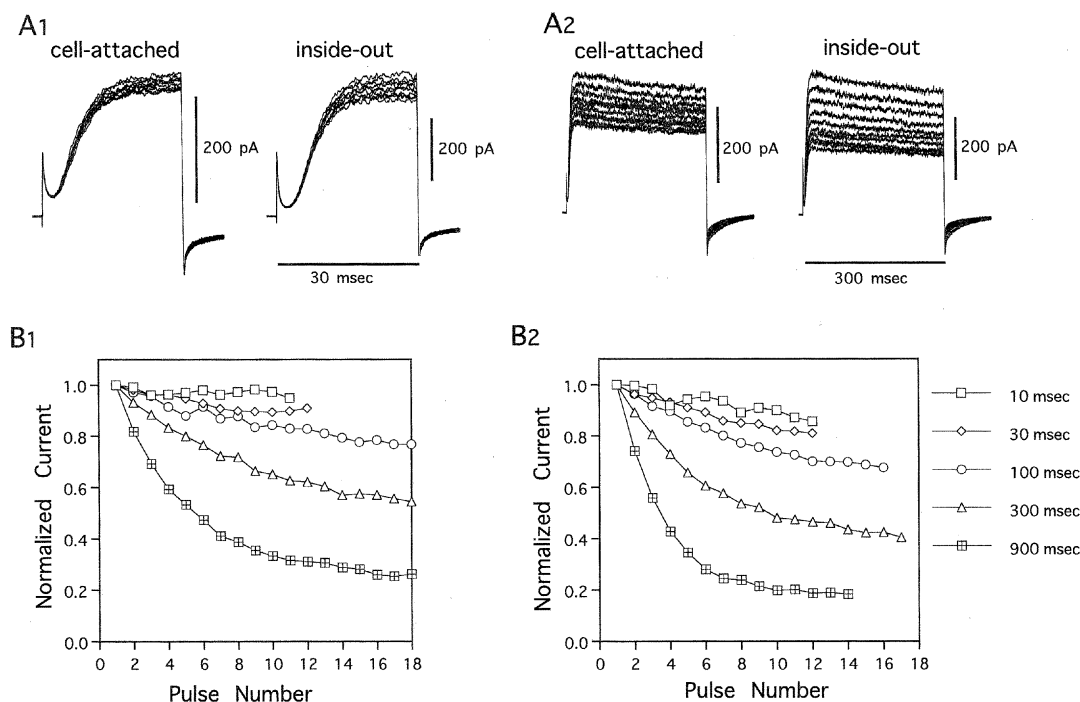 A1
cell-attached
inside-out
200 pA
200 pA
30 msec
A2
cell-attached
inside-out
200 pA
200 pA
300 msec
B1
Normalized Current
1.0
0.8
0.6
0.4
0.2
0.0
0 2 4 6 8 10 12 14 16 18
Pulse Number
B2
Normalized Current
1.0
0.8
0.6
0.4
0.2
0.0
0 2 4 6 8 10 12 14 16 18
Pulse Number
10 msec
30 msec
100 msec
300 msec
900 msec